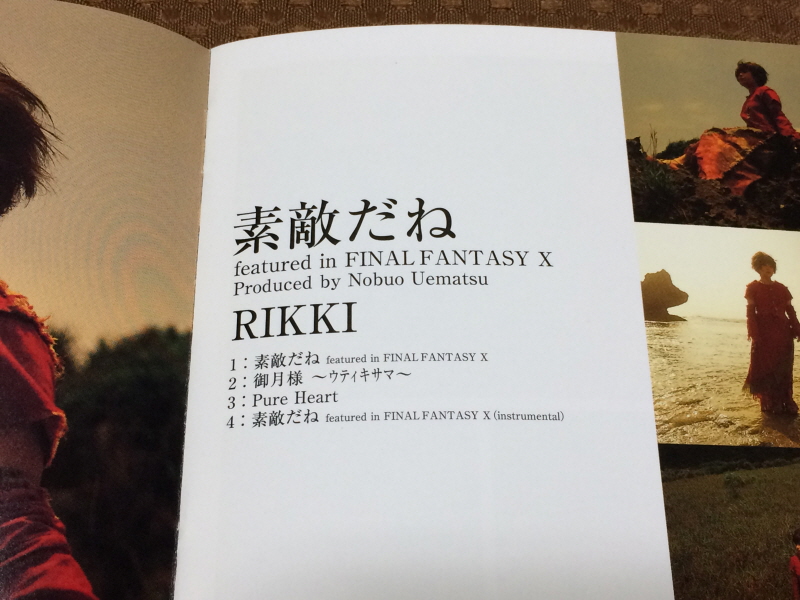 素敵だね
featured in FINAL FANTASY X
Produced by Nobuo Uematsu
RIKKI
1：素敵だね featured in FINAL FANTASY X
2：御月様 ～ウティキサマ～
3：Pure Heart
4：素敵だね featured in FINAL FANTASY X (instrumental)